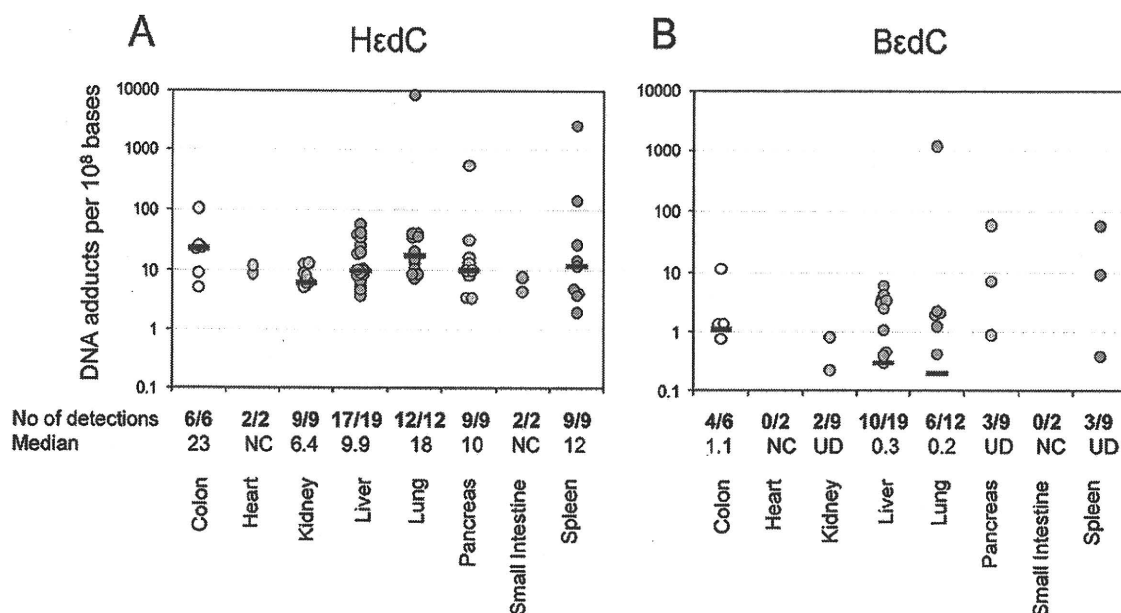 A HεdC
B BεdC
DNA adducts per 10⁸ bases
10000
1000
100
10
1
0.1
10000
1000
100
10
1
0.1
No of detections 6/6 2/2 9/9 17/19 12/12 9/9 2/2 9/9 4/6 0/2 2/9 10/19 6/12 3/9 0/2 3/9
Median 23 NC 6.4 9.9 18 10 NC 12 1.1 NC UD 0.3 0.2 UD NC UD
Colon
Heart
Kidney
Liver
Lung
Pancreas
Small Intestine
Spleen
Colon
Heart
Kidney
Liver
Lung
Pancreas
Small Intestine
Spleen